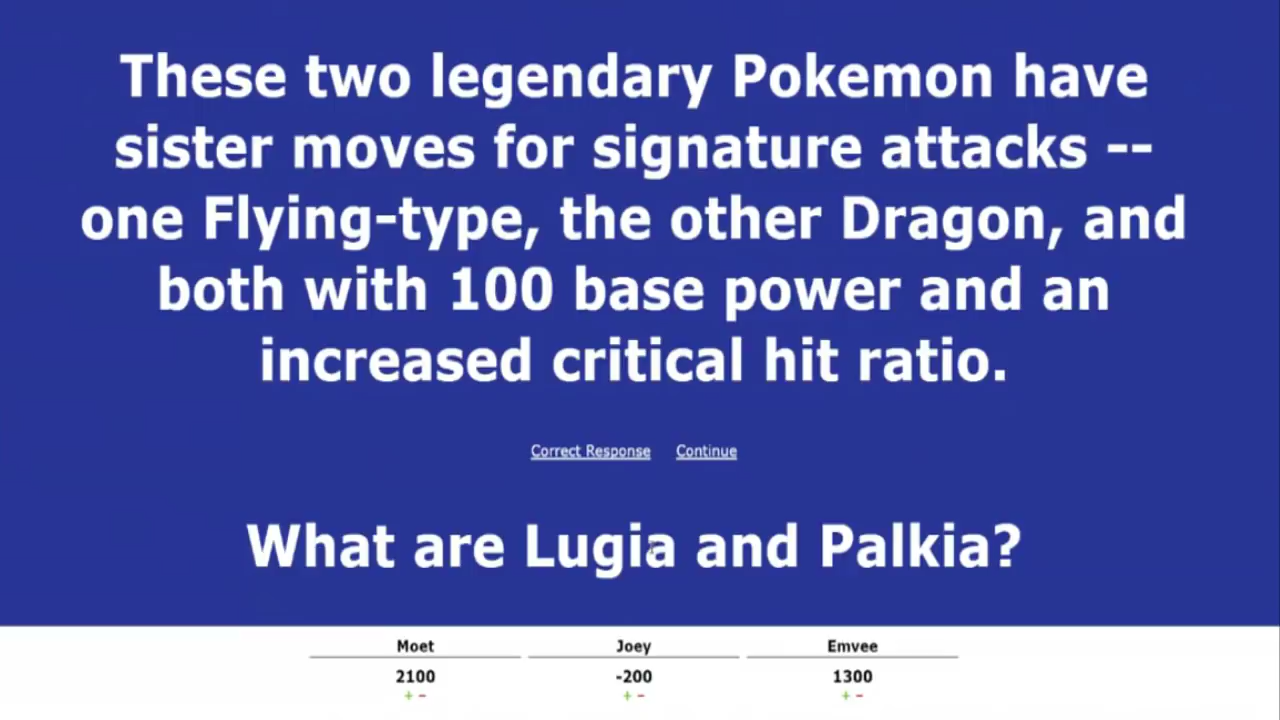 These two legendary Pokemon have
sister moves for signature attacks --
one Flying-type, the other Dragon, and
both with 100 base power and an
increased critical hit ratio.
Correct Response Continue
What are Lugia and Palkia?
Moet Joey Emvee
2100 -200 1300
+ - + - + -